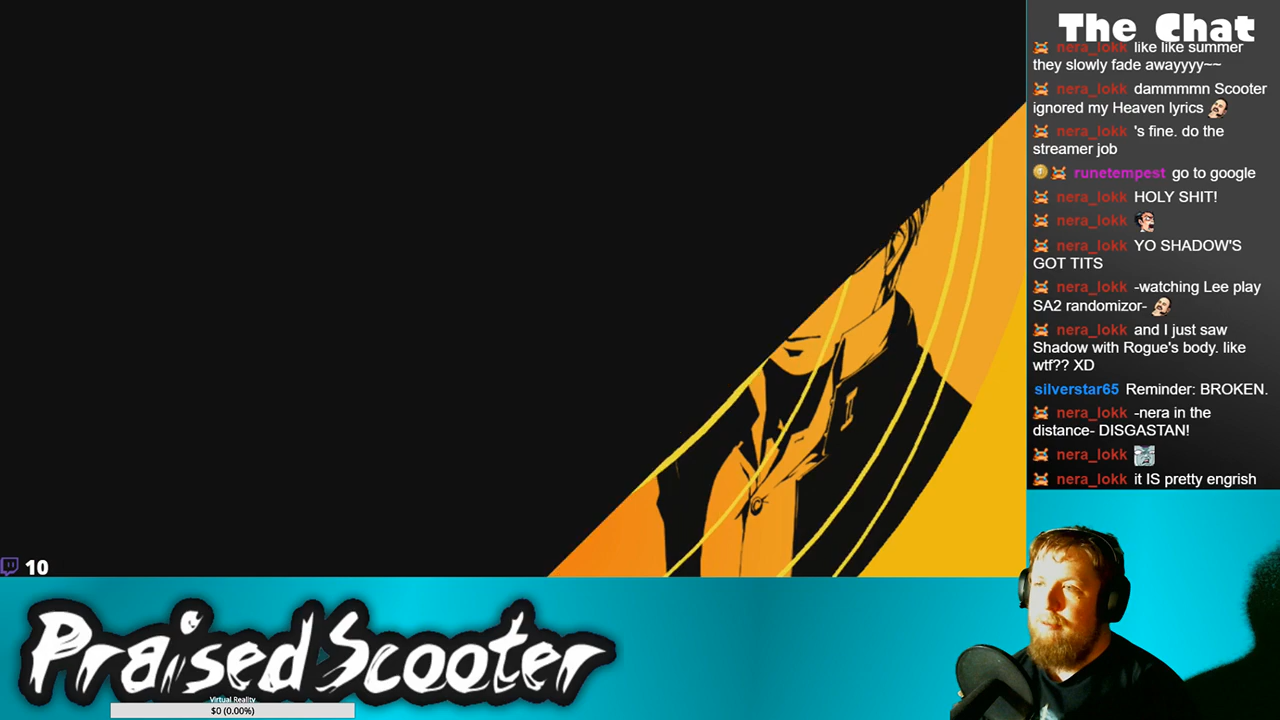 The Chat
nera_lokk like like summer
they slowly fade awayyyy~~
nera_lokk dammmmn Scooter
ignored my Heaven lyrics
nera_lokk 's fine. do the
streamer job
runetempest go to google
nera_lokk HOLY SHIT!
nera_lokk
nera_lokk YO SHADOW'S
GOT TITS
nera_lokk -watching Lee play
SA2 randomizor-
nera_lokk and I just saw
Shadow with Rogue's body. like
wtf?? XD
silverstar65 Reminder: BROKEN.
nera_lokk -nera in the
distance- DISGASTAN!
nera_lokk
nera_lokk it IS pretty engrish
10
PraisedScooter
Virtual Reality
$0 (0.00%)